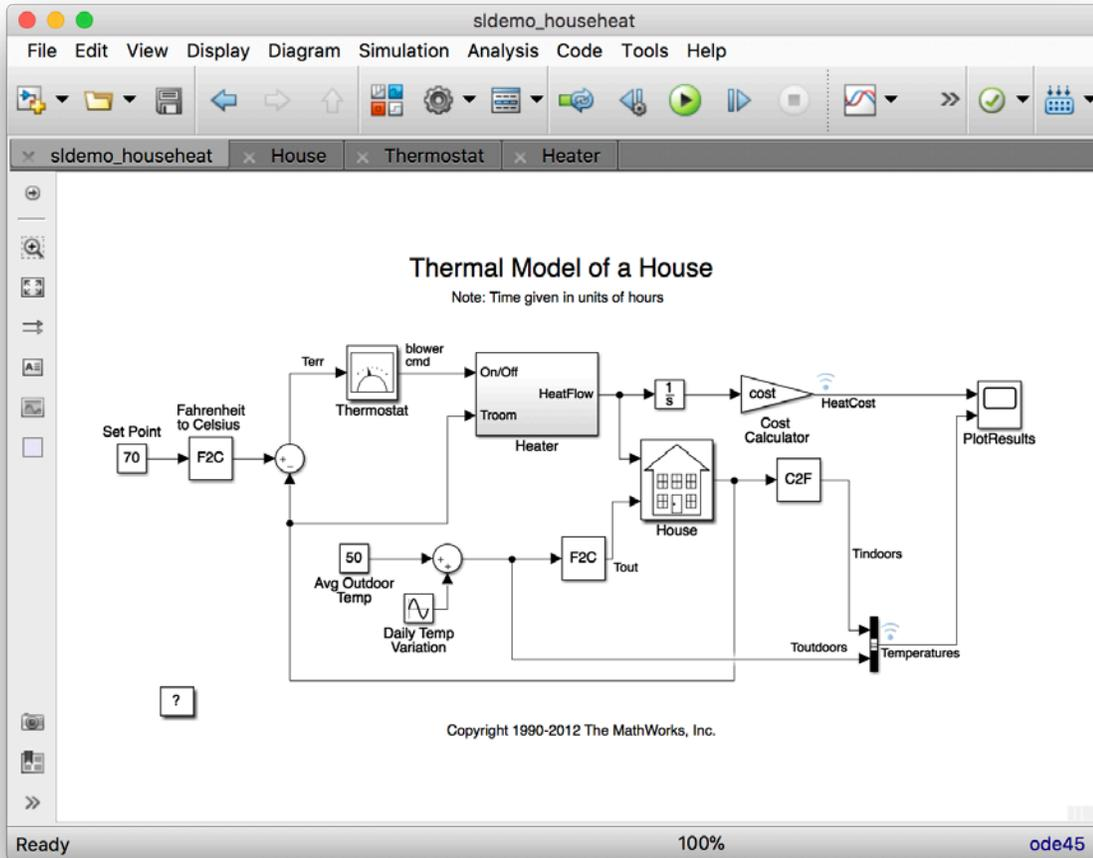 sldemo_househeat
File Edit View Display Diagram Simulation Analysis Code Tools Help
sldemo_househeat House Thermostat Heater
Thermal Model of a House
Note: Time given in units of hours
Terr
blower
cmd
Thermostat
On/Off
HeatFlow
Troom
Heater
1
s
cost
Cost
Calculator
HeatCost
PlotResults
Set Point
70
Fahrenheit
to Celsius
F2C
+
-
House
C2F
Tindoors
50
Avg Outdoor
Temp
+
+
Daily Temp
Variation
F2C
Tout
Toutdoors
Temperatures
?
Copyright 1990-2012 The MathWorks, Inc.
Ready
100%
ode45